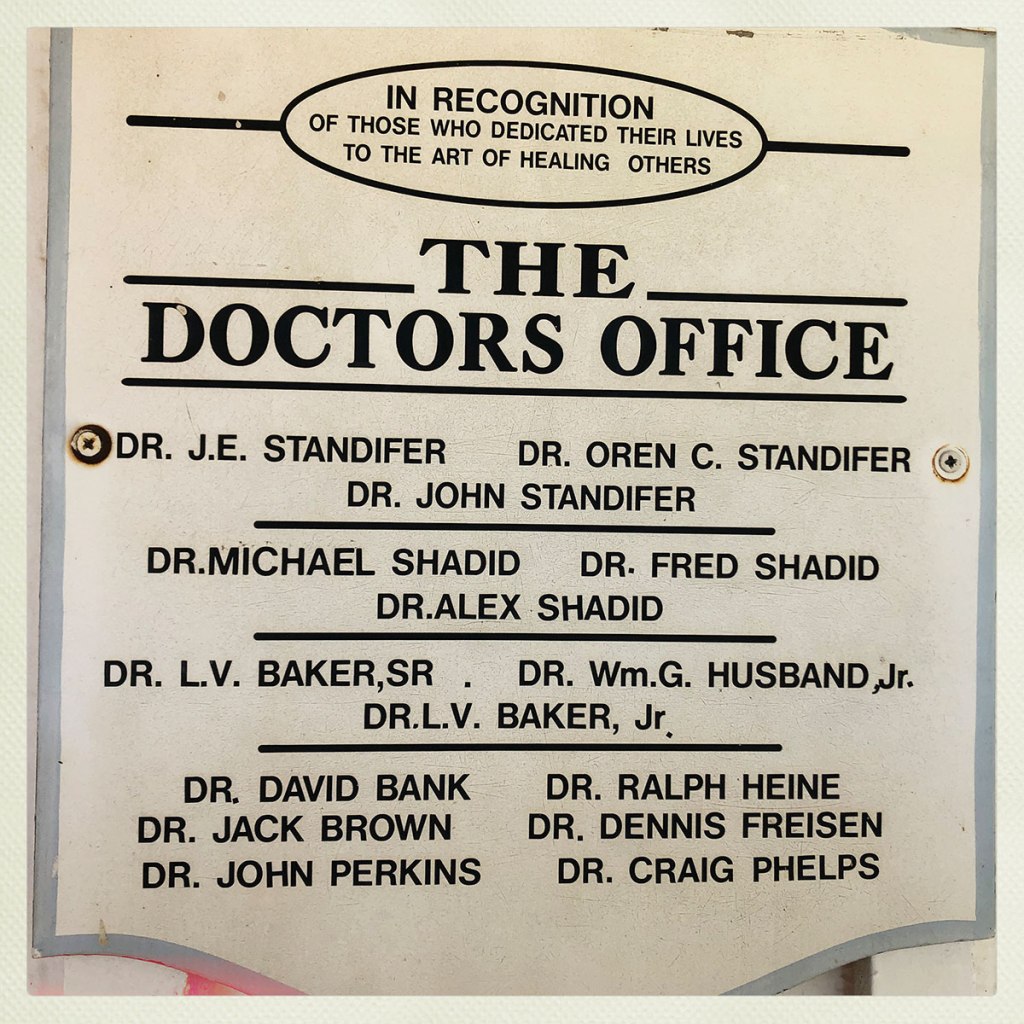 IN RECOGNITION
OF THOSE WHO DEDICATED THEIR LIVES
TO THE ART OF HEALING OTHERS
THE
DOCTORS OFFICE
DR. J.E. STANDIFER DR. OREN C. STANDIFER
DR. JOHN STANDIFER
DR.MICHAEL SHADID DR. FRED SHADID
DR.ALEX SHADID
DR. L.V. BAKER,SR . DR. Wm.G. HUSBAND,Jr.
DR.L.V. BAKER, Jr.
DR. DAVID BANK DR. RALPH HEINE
DR. JACK BROWN DR. DENNIS FREISEN
DR. JOHN PERKINS DR. CRAIG PHELPS